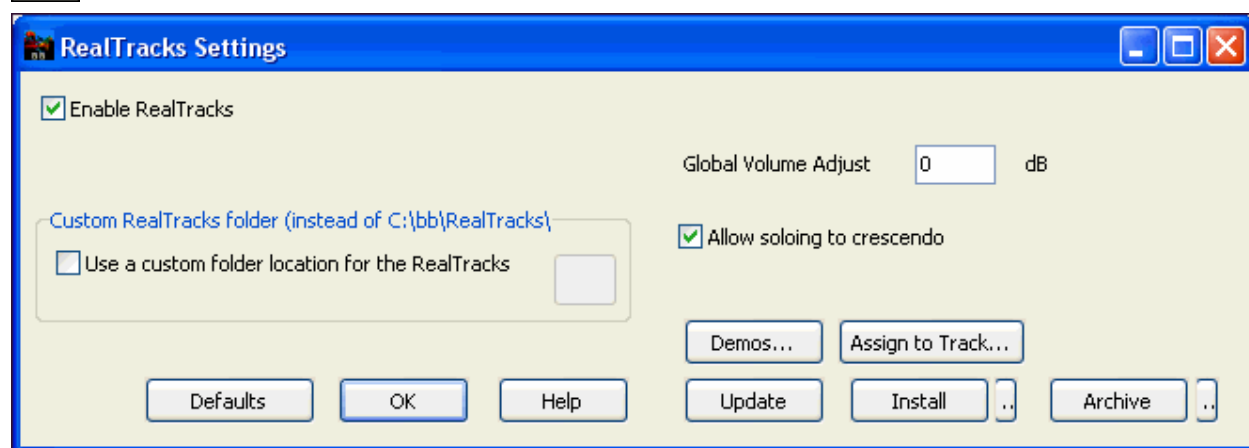 RealTracks Settings
Enable RealTracks
Global Volume Adjust 0 dB
Custom RealTracks folder (instead of C:\bb\RealTracks\
Allow soloing to crescendo
Use a custom folder location for the RealTracks
Demos... Assign to Track...
Defaults OK Help Update Install .. Archive ..